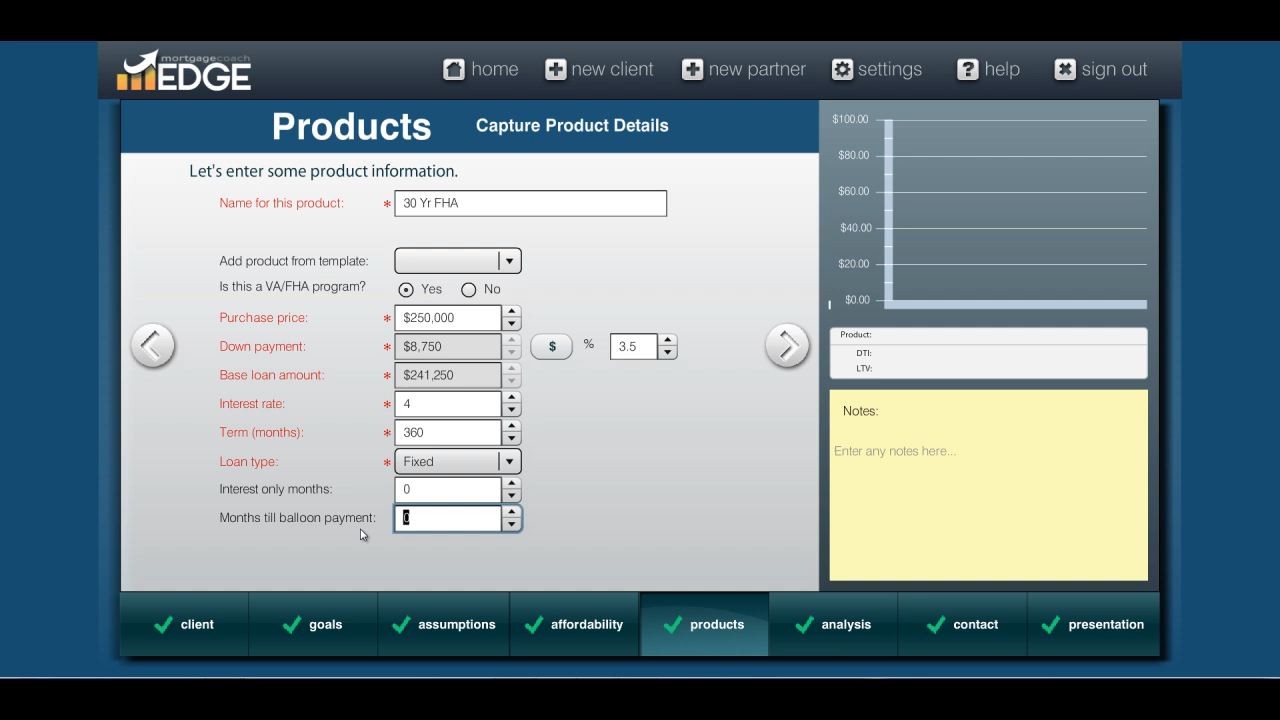 mortgagecoach
EDGE
home
new client
new partner
settings
help
sign out
Products
Capture Product Details
Let's enter some product information.
Name for this product: * 30 Yr FHA
Add product from template:
Is this a VA/FHA program? Yes No
Purchase price: * $250,000
Down payment: * $8,750 $ % 3.5
Base loan amount: * $241,250
Interest rate: * 4
Term (months): * 360
Loan type: * Fixed
Interest only months: 0
Months till balloon payment: 0
$100.00
$80.00
$60.00
$40.00
$20.00
$0.00
Product:
DTI:
LTV:
Notes:
Enter any notes here...
client
goals
assumptions
affordability
products
analysis
contact
presentation